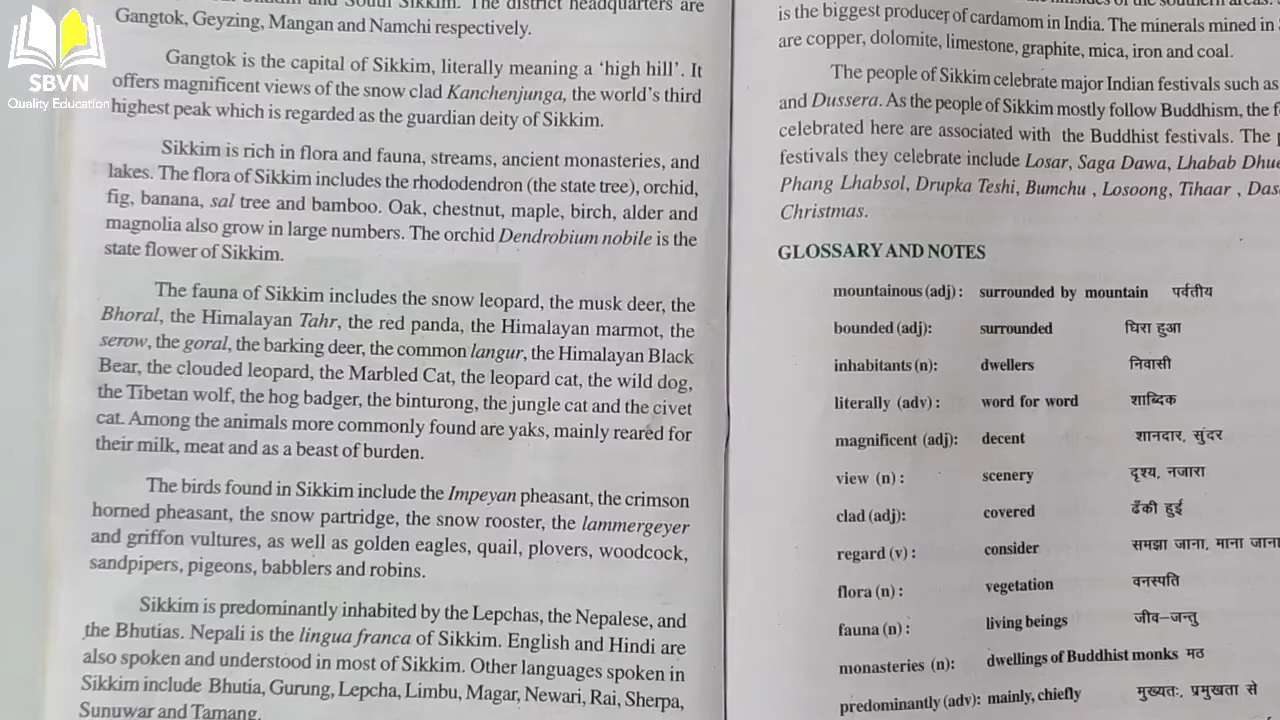 SBVN
Quality Education
and South Sikkim. The district headquarters are
Gangtok, Geyzing, Mangan and Namchi respectively.
Gangtok is the capital of Sikkim, literally meaning a ‘high hill’. It
offers magnificent views of the snow clad Kanchenjunga, the world’s third
highest peak which is regarded as the guardian deity of Sikkim.
Sikkim is rich in flora and fauna, streams, ancient monasteries, and
lakes. The flora of Sikkim includes the rhododendron (the state tree), orchid,
fig, banana, sal tree and bamboo. Oak, chestnut, maple, birch, alder and
magnolia also grow in large numbers. The orchid Dendrobium nobile is the
state flower of Sikkim.
The fauna of Sikkim includes the snow leopard, the musk deer, the
Bhoral, the Himalayan Tahr, the red panda, the Himalayan marmot, the
serow, the goral, the barking deer, the common langur, the Himalayan Black
Bear, the clouded leopard, the Marbled Cat, the leopard cat, the wild dog,
the Tibetan wolf, the hog badger, the binturong, the jungle cat and the civet
cat. Among the animals more commonly found are yaks, mainly reared for
their milk, meat and as a beast of burden.
The birds found in Sikkim include the Impeyan pheasant, the crimson
horned pheasant, the snow partridge, the snow rooster, the lammergeyer
and griffon vultures, as well as golden eagles, quail, plovers, woodcock,
sandpipers, pigeons, babblers and robins.
Sikkim is predominantly inhabited by the Lepchas, the Nepalese, and
the Bhutias. Nepali is the lingua franca of Sikkim. English and Hindi are
also spoken and understood in most of Sikkim. Other languages spoken in
Sikkim include Bhutia, Gurung, Lepcha, Limbu, Magar, Newari, Rai, Sherpa,
Sunuwar and Tamang.
of the southern areas.
is the biggest producer of cardamom in India. The minerals mined in
are copper, dolomite, limestone, graphite, mica, iron and coal.
The people of Sikkim celebrate major Indian festivals such as
and Dussera. As the people of Sikkim mostly follow Buddhism, the
celebrated here are associated with the Buddhist festivals. The
festivals they celebrate include Losar, Saga Dawa, Lhabab
Phang Lhabsol, Drupka Teshi, Bumchu , Losoong, Tihaar ,
Christmas.
GLOSSARY AND NOTES
mountainous (adj) : surrounded by mountain पर्वतीय
bounded (adj): surrounded घिरा हुआ
inhabitants (n): dwellers निवासी
literally (adv) : word for word शाब्दिक
magnificent (adj): decent शानदार, सुंदर
view (n) : scenery दृश्य, नजारा
clad (adj): covered ढँकी हुई
regard (v) : consider समझा जाना, माना जाना
flora (n) : vegetation वनस्पति
fauna (n) : living beings जीव-जन्तु
monasteries (n): dwellings of Buddhist monks मठ
predominantly (adv): mainly, chiefly मुख्यतः, प्रमुखता से